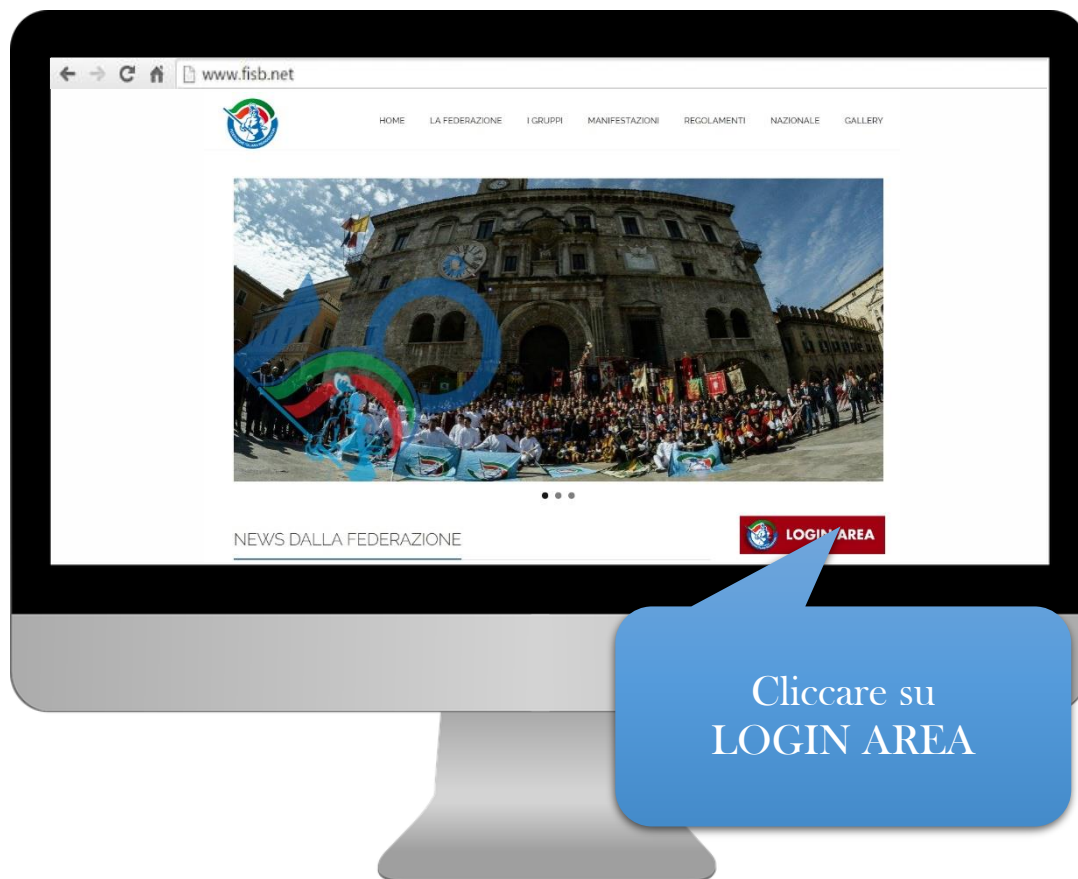 www.fisb.net
HOME LA FEDERAZIONE I GRUPPI MANIFESTAZIONI REGOLAMENTI NAZIONALE GALLERY
NEWS DALLA FEDERAZIONE
LOGIN AREA
Cliccare su
LOGIN AREA